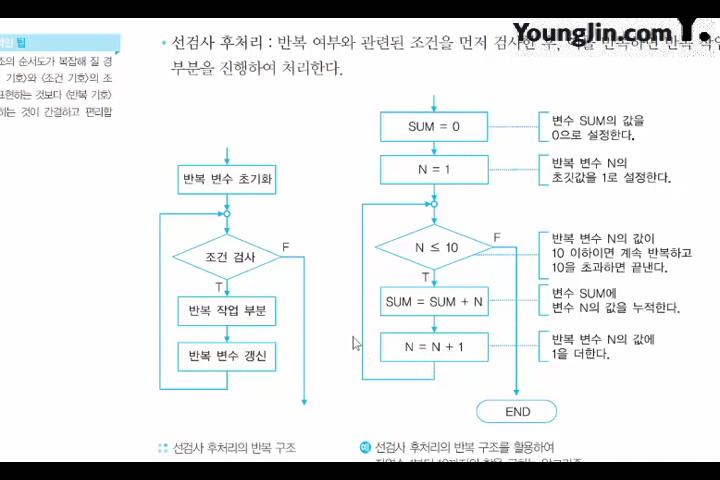 Younglin.com Y.
팁
• 선검사 후처리 : 반복 여부와 관련된 조건을 먼저 검사한 후,
부분을 진행하여 처리한다.
조의 순서도가 복잡해 질 경
기호〉와 〈조건 기호〉의 조
표현하는 것보다 〈반복 기호〉
하는 것이 간결하고 편리합
반복 변수 초기화
조건 검사
F
T
반복 작업 부분
반복 변수 갱신
선검사 후처리의 반복 구조
SUM = 0
변수 SUM의 값을
0으로 설정한다.
N = 1
반복 변수 N의
초깃값을 1로 설정한다.
N ≤ 10
F
T
반복 변수 N의 값이
10 이하이면 계속 반복하고
10을 초과하면 끝낸다.
SUM = SUM + N
변수 SUM에
변수 N의 값을 누적한다.
N = N + 1
반복 변수 N의 값에
1을 더한다.
END
예 선검사 후처리의 반복 구조를 활용하여